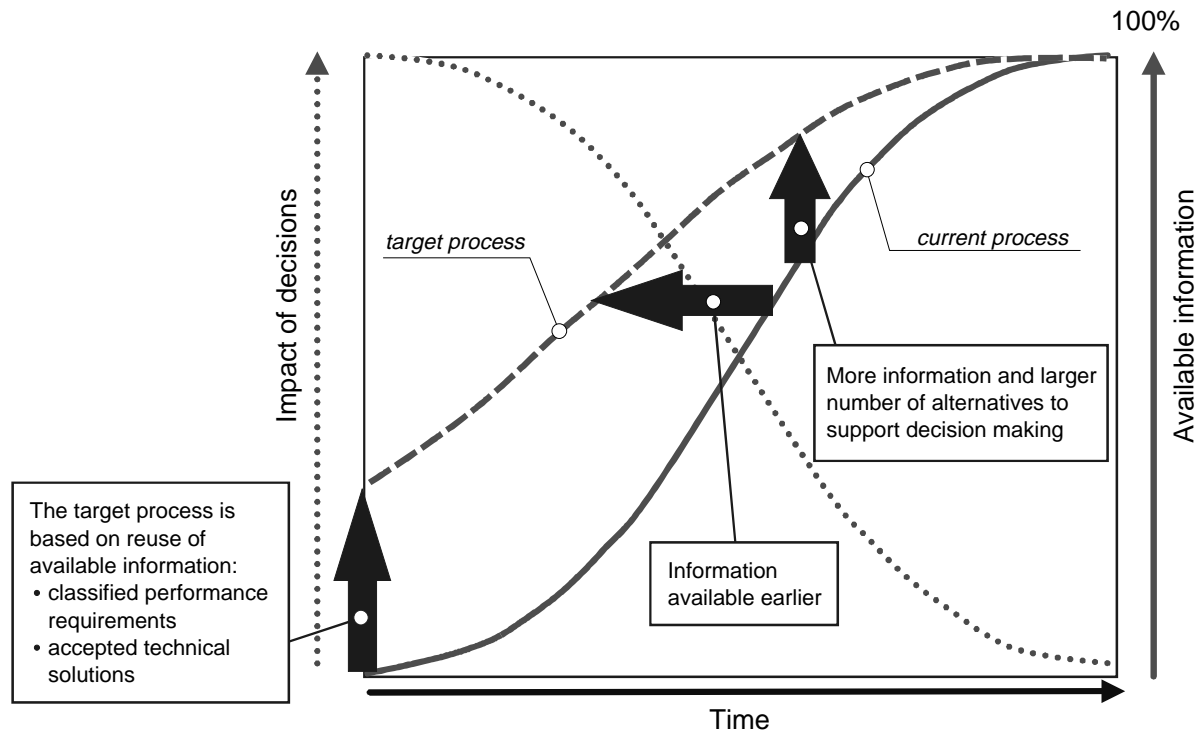 100%
Impact of decisions
Available information
target process
current process
More information and larger
number of alternatives to
support decision making
The target process is
based on reuse of
available information:
• classified performance
requirements
• accepted technical
solutions
Information
available earlier
Time